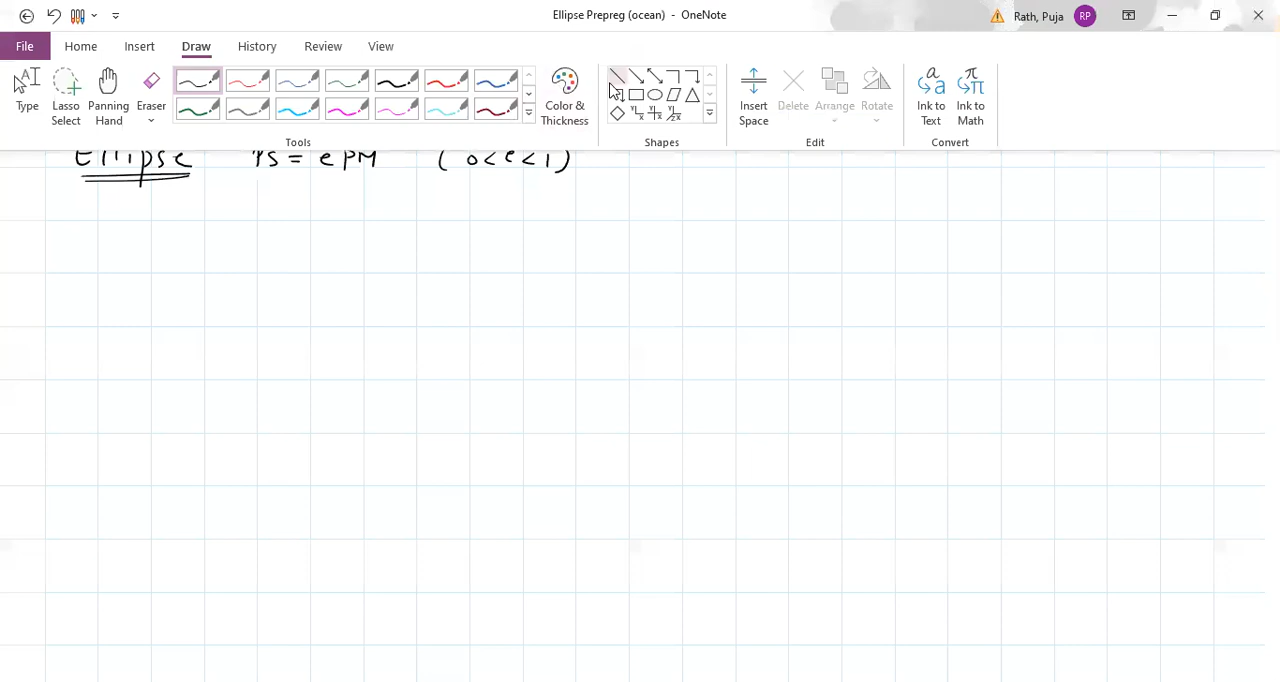 Ellipse Prepreg (ocean) - OneNote
Rath, Puja RP
File Home Insert Draw History Review View
Type Lasso Select Panning Hand Eraser Color & Thickness Insert Space Delete Arrange Rotate Ink to Text Ink to Math
Tools Shapes Edit Convert
Ellipse PS = e PM (0<e<1)